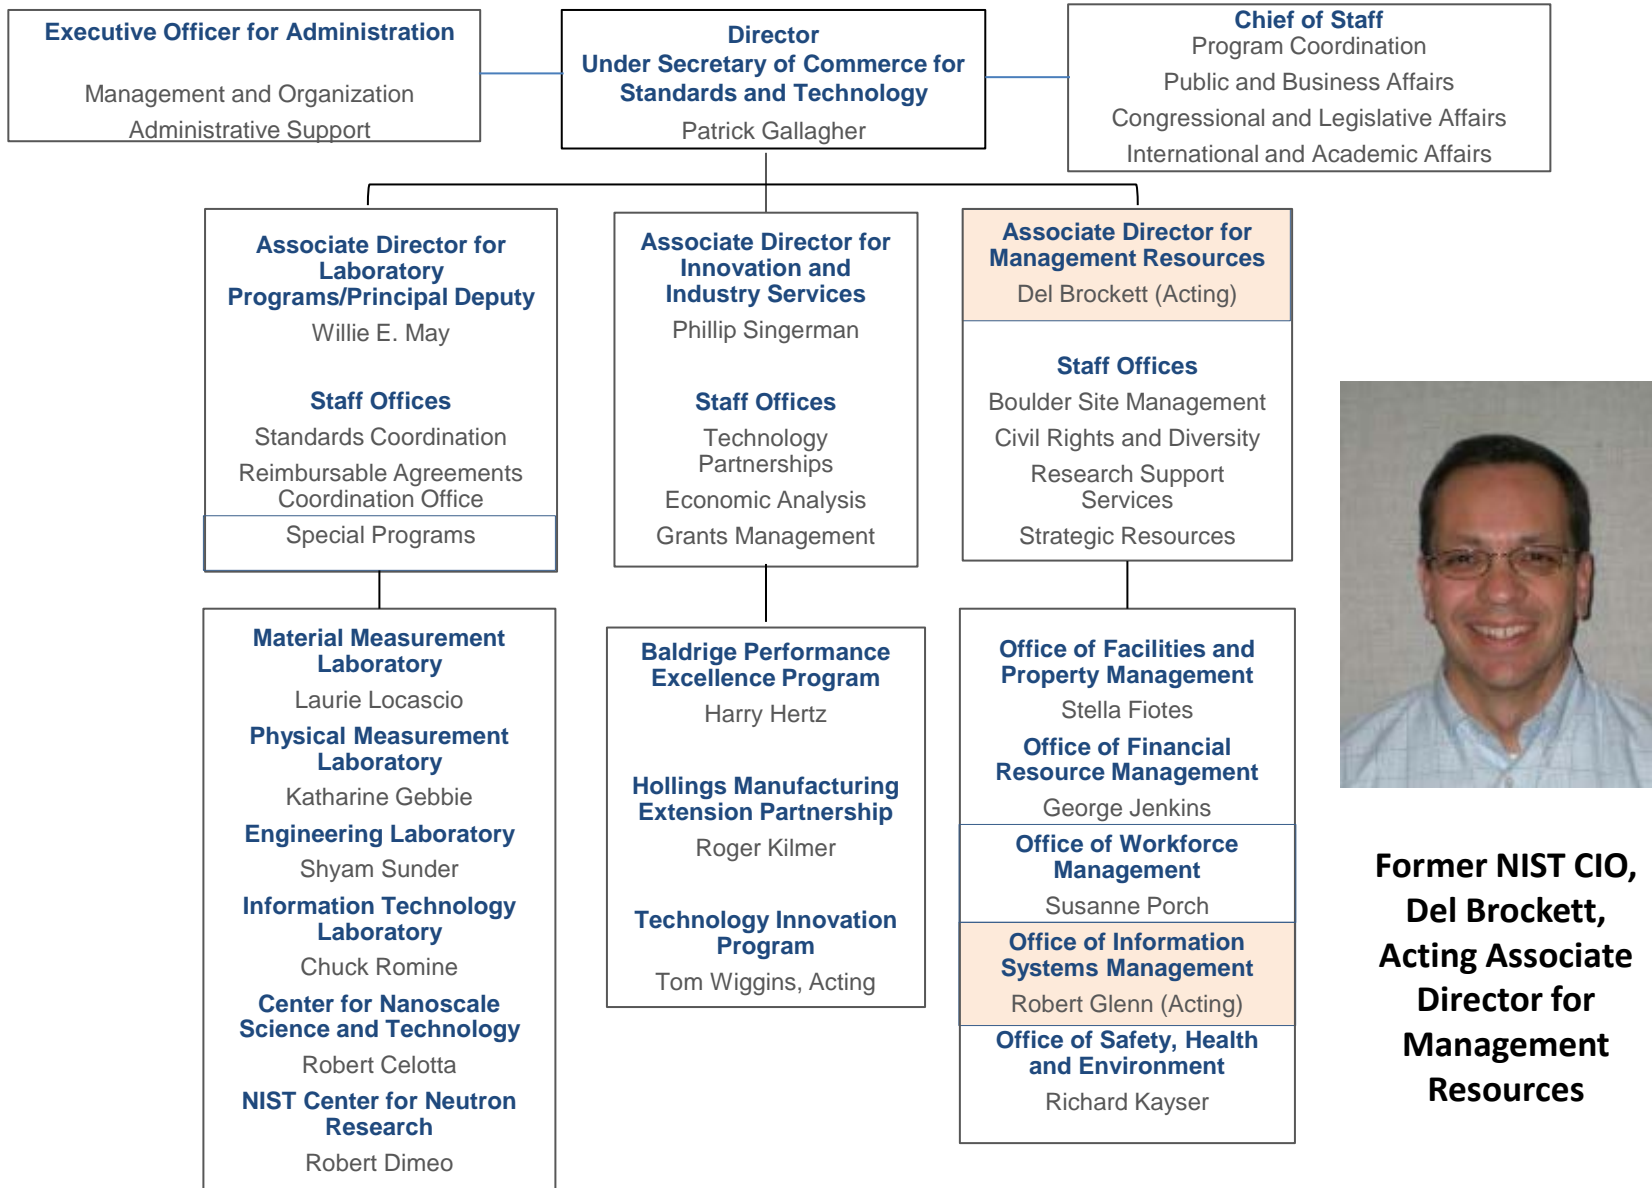 Executive Officer for Administration
Management and Organization
Administrative Support
Director
Under Secretary of Commerce for
Standards and Technology
Patrick Gallagher
Chief of Staff
Program Coordination
Public and Business Affairs
Congressional and Legislative Affairs
International and Academic Affairs
Associate Director for
Laboratory
Programs/Principal Deputy
Willie E. May
Staff Offices
Standards Coordination
Reimbursable Agreements
Coordination Office
Special Programs
Associate Director for
Innovation and
Industry Services
Phillip Singerman
Staff Offices
Technology
Partnerships
Economic Analysis
Grants Management
Associate Director for
Management Resources
Del Brockett (Acting)
Staff Offices
Boulder Site Management
Civil Rights and Diversity
Research Support
Services
Strategic Resources
Material Measurement
Laboratory
Laurie Locascio
Physical Measurement
Laboratory
Katharine Gebbie
Engineering Laboratory
Shyam Sunder
Information Technology
Laboratory
Chuck Romine
Center for Nanoscale
Science and Technology
Robert Celotta
NIST Center for Neutron
Research
Robert Dimeo
Baldrige Performance
Excellence Program
Harry Hertz
Hollings Manufacturing
Extension Partnership
Roger Kilmer
Technology Innovation
Program
Tom Wiggins, Acting
Office of Facilities and
Property Management
Stella Fiotes
Office of Financial
Resource Management
George Jenkins
Office of Workforce
Management
Susanne Porch
Office of Information
Systems Management
Robert Glenn (Acting)
Office of Safety, Health
and Environment
Richard Kayser
Former NIST CIO,
Del Brockett,
Acting Associate
Director for
Management
Resources